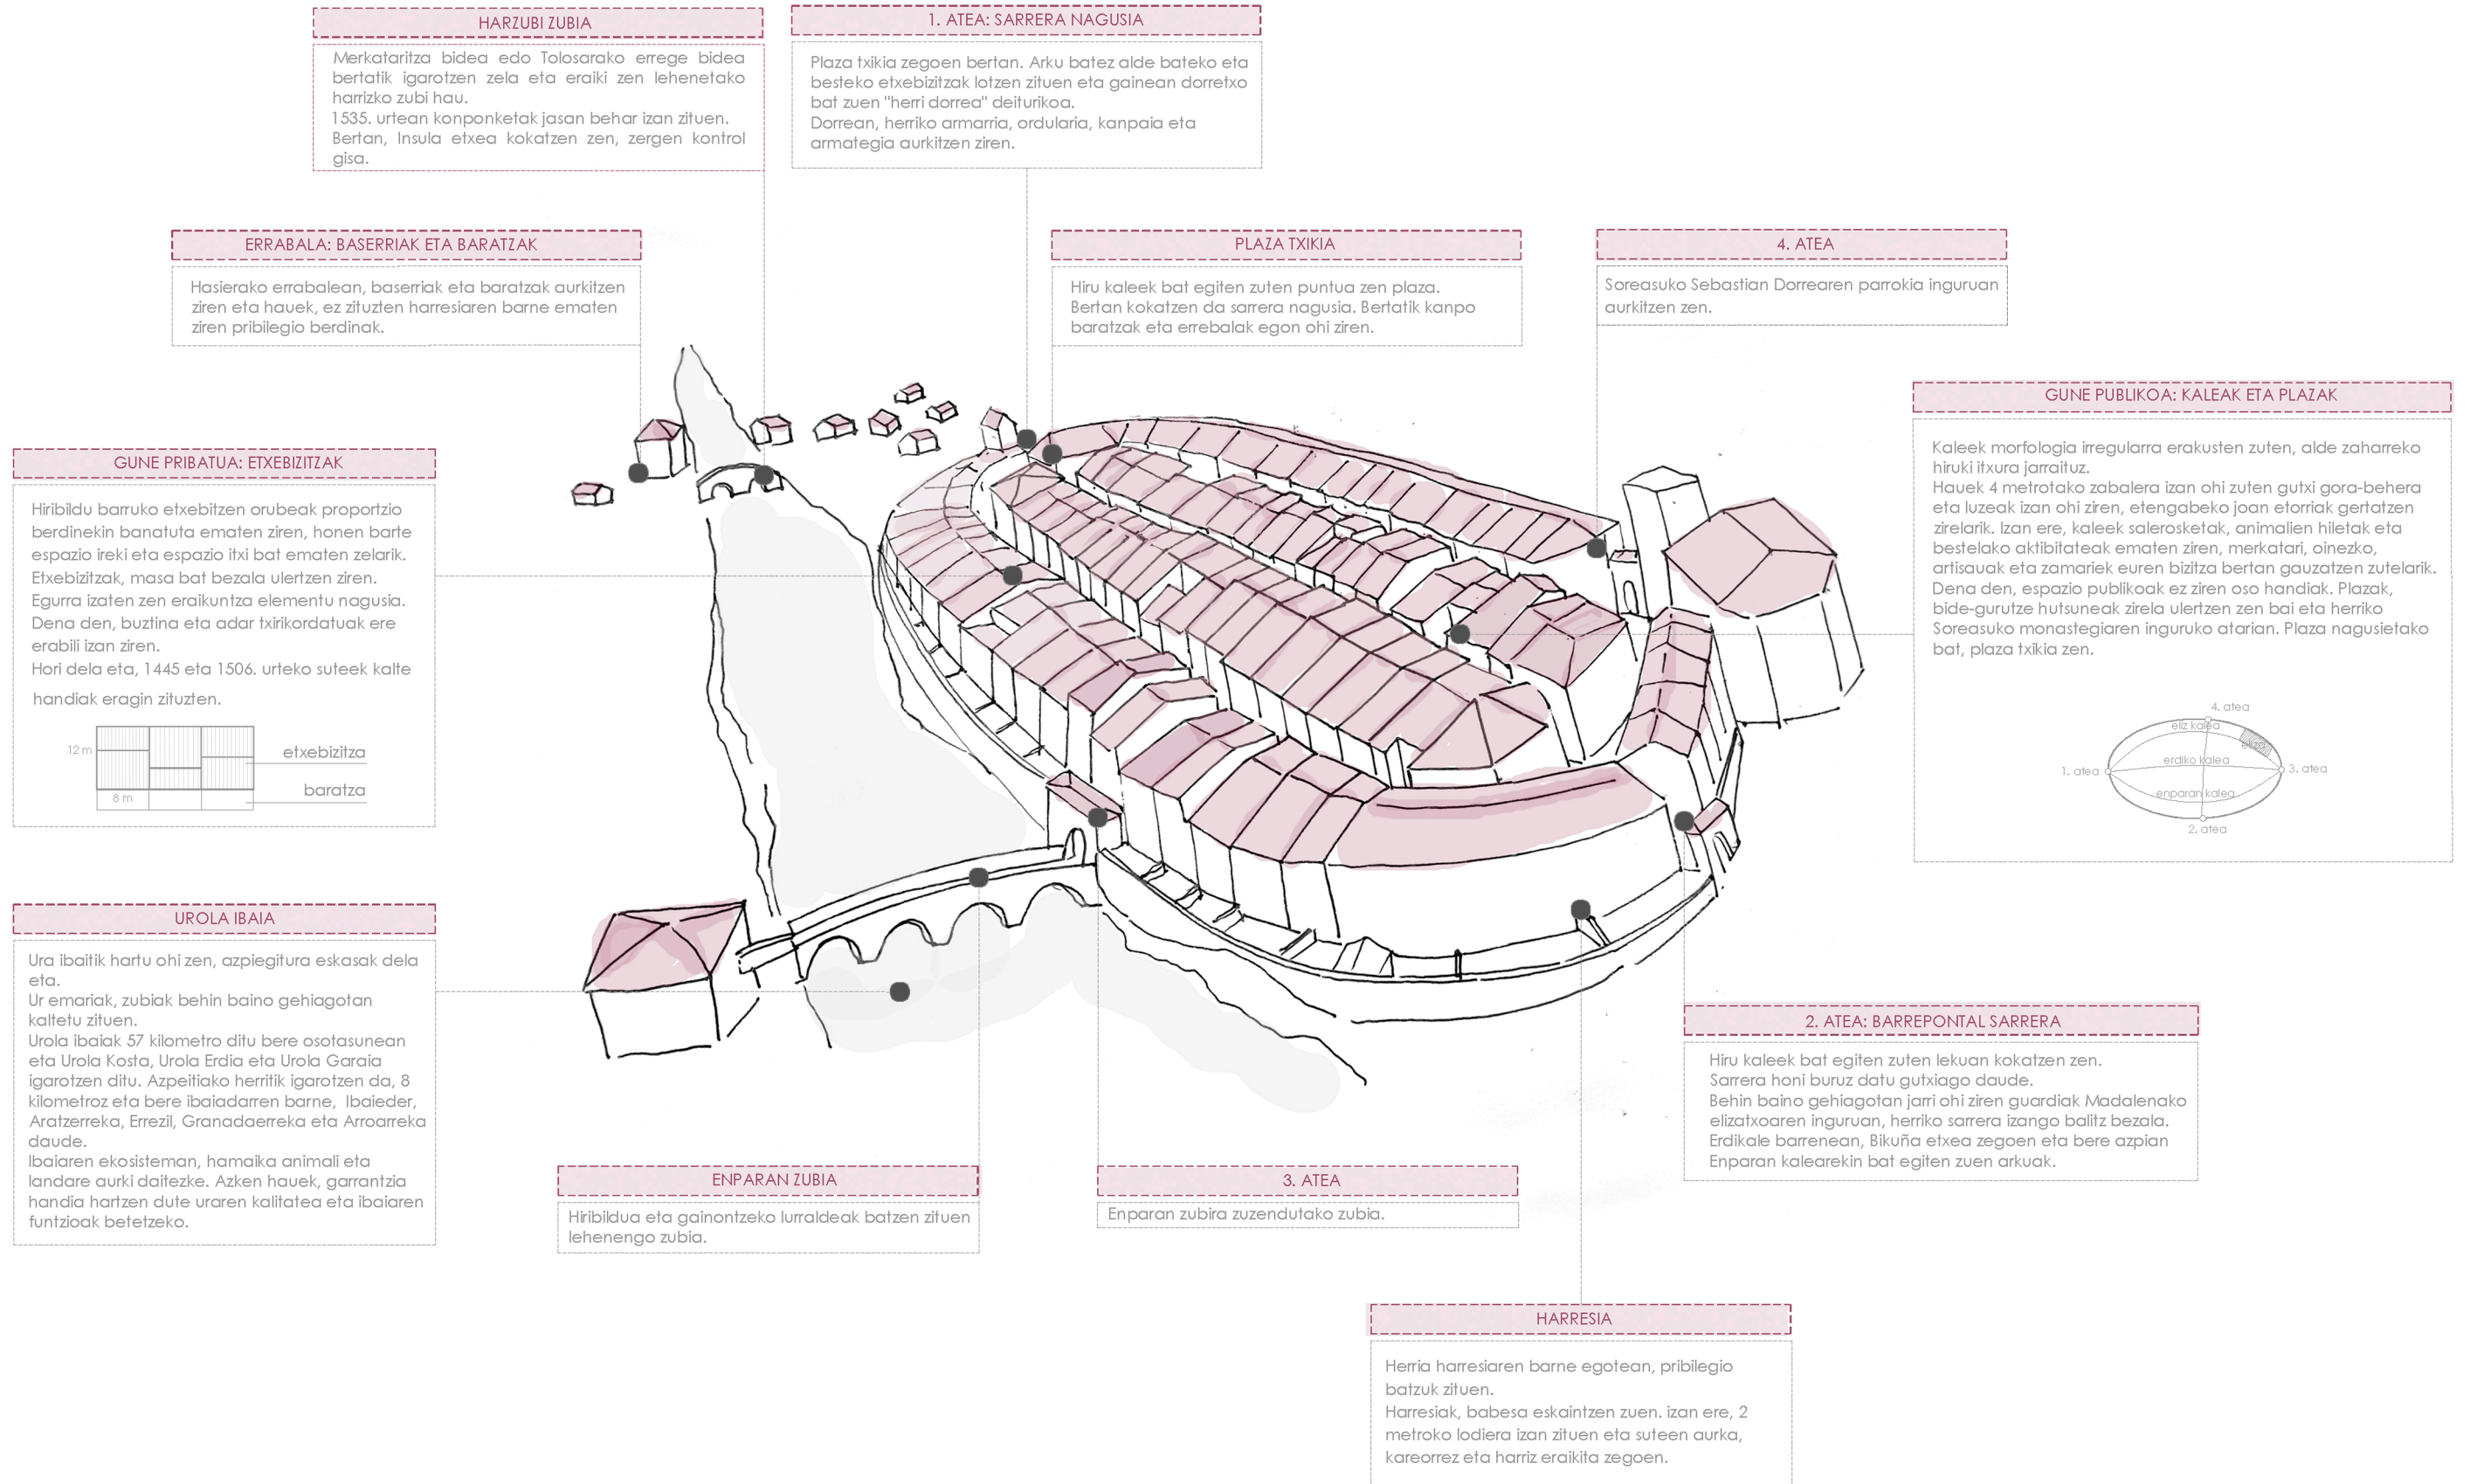 HARZUBI ZUBIA
Merkataritza bidea edo Tolosarako errege bidea
bertatik igarotzen zela eta eraiki zen lehenetako
harrizko zubi hau.
1535. urtean konponketak jasan behar izan zituen.
Bertan, Insula etxea kokatzen zen, zergen kontrol
gisa.
1. ATEA: SARRERA NAGUSIA
Plaza txikia zegoen bertan. Arku batez alde bateko eta
besteko etxebizitzak lotzen zituen eta gainean dorretxo
bat zuen "herri dorrea" deiturikoa.
Dorrean, herriko armarria, ordularia, kanpaia eta
armategia aurkitzen ziren.
ERRABALA: BASERRIAK ETA BARATZAK
Hasierako errabalean, baserriak eta baratzak aurkitzen
ziren eta hauek, ez zituzten harresiaren barne ematen
ziren pribilegio berdinak.
PLAZA TXIKIA
Hiru kaleek bat egiten zuten puntua zen plaza.
Bertan kokatzen da sarrera nagusia. Bertatik kanpo
baratzak eta errebalak egon ohi ziren.
4. ATEA
Soreasuko Sebastian Dorrearen parrokia inguruan
aurkitzen zen.
GUNE PUBLIKOA: KALEAK ETA PLAZAK
Kaleek morfologia irregularra erakusten zuten, alde zaharreko
hiruki itxura jarraituz.
Hauek 4 metrotako zabalera izan ohi zuten gutxi gora-behera
eta luzeak izan ohi ziren, etengabeko joan etorriak gertatzen
zirelarik. Izan ere, kaleek salerosketak, animalien hiletak eta
bestelako aktibitateak ematen ziren, merkatari, oinezko,
artisauak eta zamariek euren bizitza bertan gauzatzen zutelarik.
Dena den, espazio publikoak ez ziren oso handiak. Plazak,
bide-gurutze hutsuneak zirela ulertzen zen bai eta herriko
Soreasuko monastegiaren inguruko atarian. Plaza nagusietako
bat, plaza txikia zen.
4. atea
eliz kalea
eliza
erdiko kalea
1. atea
3. atea
enparan kalea
2. atea
GUNE PRIBATUA: ETXEBIZITZAK
Hiribildu barruko etxebitzen orubeak proportzio
berdinekin banatuta ematen ziren, honen barte
espazio ireki eta espazio itxi bat ematen zelarik.
Etxebizitzak, masa bat bezala ulertzen ziren.
Egurra izaten zen eraikuntza elementu nagusia.
Dena den, buztina eta adar txirikordatuak ere
erabili izan ziren.
Hori dela eta, 1445 eta 1506. urteko suteek kalte
handiak eragin zituzten.
12 m
etxebizitza
baratza
8 m
UROLA IBAIA
Ura ibaitik hartu ohi zen, azpiegitura eskasak dela
eta.
Ur emariak, zubiak behin baino gehiagotan
kaltetu zituen.
Urola ibaiak 57 kilometro ditu bere osotasunean
eta Urola Kosta, Urola Erdia eta Urola Garaia
igarotzen ditu. Azpeitiako herritik igarotzen da, 8
kilometroz eta bere ibaiadarren barne, Ibaieder,
Aratzerreka, Errezil, Granadaerreka eta Arroarreka
daude.
Ibaiaren ekosisteman, hamaika animali eta
landare aurki daitezke. Azken hauek, garrantzia
handia hartzen dute uraren kalitatea eta ibaiaren
funtzioak betetzeko.
2. ATEA: BARREPONTAL SARRERA
Hiru kaleek bat egiten zuten lekuan kokatzen zen.
Sarrera honi buruz datu gutxiago daude.
Behin baino gehiagotan jarri ohi ziren guardiak Madalenako
elizatxoaren inguruan, herriko sarrera izango balitz bezala.
Erdikale barrenean, Bikuña etxea zegoen eta bere azpian
Enparan kalearekin bat egiten zuen arkuak.
ENPARAN ZUBIA
Hiribildua eta gainontzeko lurraldeak batzen zituen
lehenengo zubia.
3. ATEA
Enparan zubira zuzendutako zubia.
HARRESIA
Herria harresiaren barne egotean, pribilegio
batzuk zituen.
Harresiak, babesa eskaintzen zuen. izan ere, 2
metroko lodiera izan zituen eta suteen aurka,
kareorrez eta harriz eraikita zegoen.